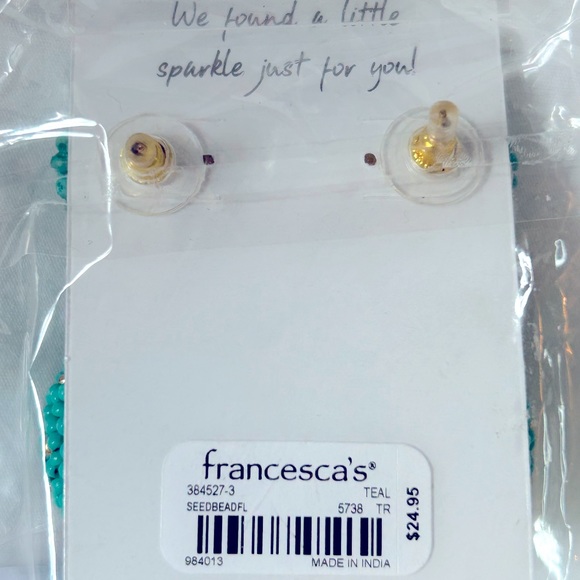 We found a little
sparkle just for you!
francesca's®
384527-3 TEAL
SEEDBEADFL 5738 TR
$24.95
984013 MADE IN INDIA